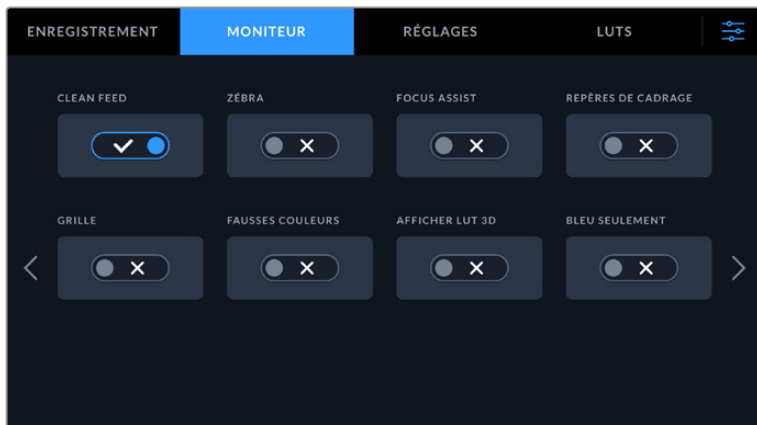 ENREGISTREMENT MONITEUR RÉGLAGES LUTS
CLEAN FEED ZÉBRA FOCUS ASSIST REPÈRES DE CADRAGE
GRILLE FAUSSES COULEURS AFFICHER LUT 3D BLEU SEULEMENT